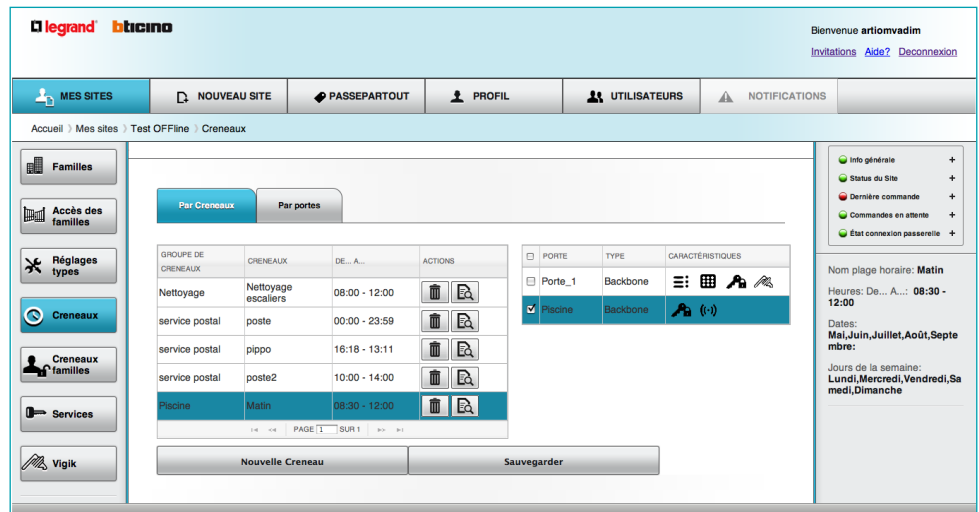 legrand® bticino
Bienvenue artiomvadim
Invitations Aide? Deconnexion
MES SITES NOUVEAU SITE PASSEPARTOUT PROFIL UTILISATEURS NOTIFICATIONS
Accueil 》Mes sites 》Test OFFline 》Creneaux
Familles
Accès des
familles
Réglages
types
Creneaux
Creneaux
familles
Services
Vigik
Par Creneaux Par portes
GROUPE DE
CRENEAUX
CRENEAUX DE... A... ACTIONS
Nettoyage Nettoyage
escaliers
08:00 - 12:00
service postal poste 00:00 - 23:59
service postal pippo 16:18 - 13:11
service postal poste2 10:00 - 14:00
Piscine Matin 08:30 - 12:00
PAGE 1 SUR 1
Nouvelle Creneau Sauvegarder
PORTE TYPE CARACTÉRISTIQUES
Porte_1 Backbone
Piscine Backbone
Info générale +
Status du Site +
Dernière commande +
Commandes en attente +
État connexion passerelle +
Nom plage horaire: Matin
Heures: De... A...: 08:30 -
12:00
Dates:
Mai,Juin,Juillet,Août,Septe
mbre:
Jours de la semaine:
Lundi,Mercredi,Vendredi,Sa
medi,Dimanche